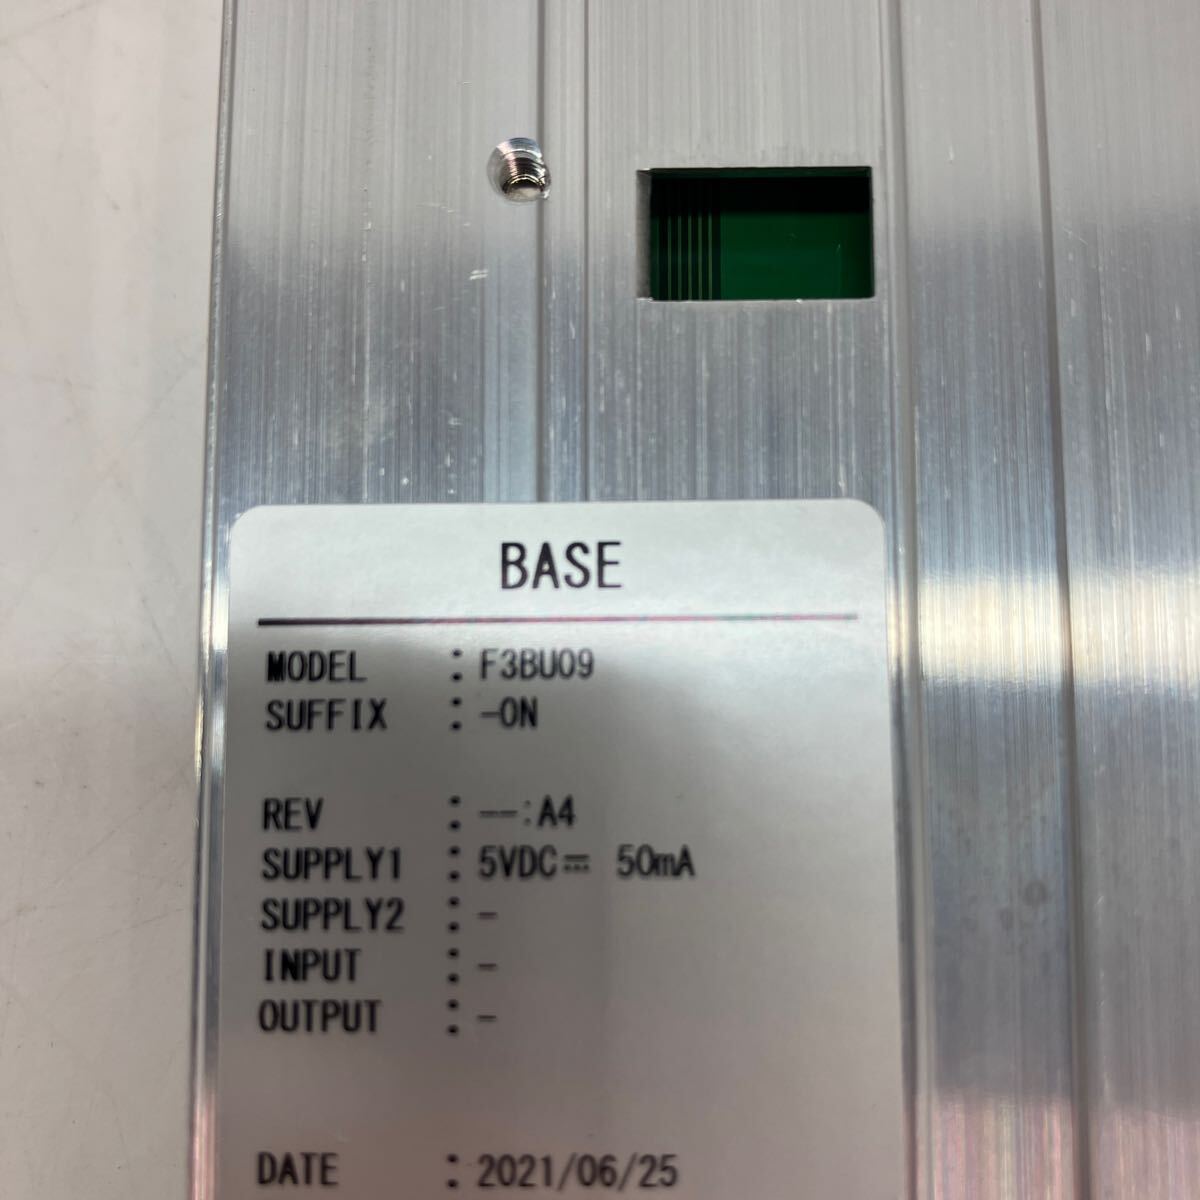 BASE
MODEL : F3BU09
SUFFIX : -0N
REV : --:A4
SUPPLY1 : 5VDC⎓ 50mA
SUPPLY2 : -
INPUT : -
OUTPUT : -
DATE : 2021/06/25